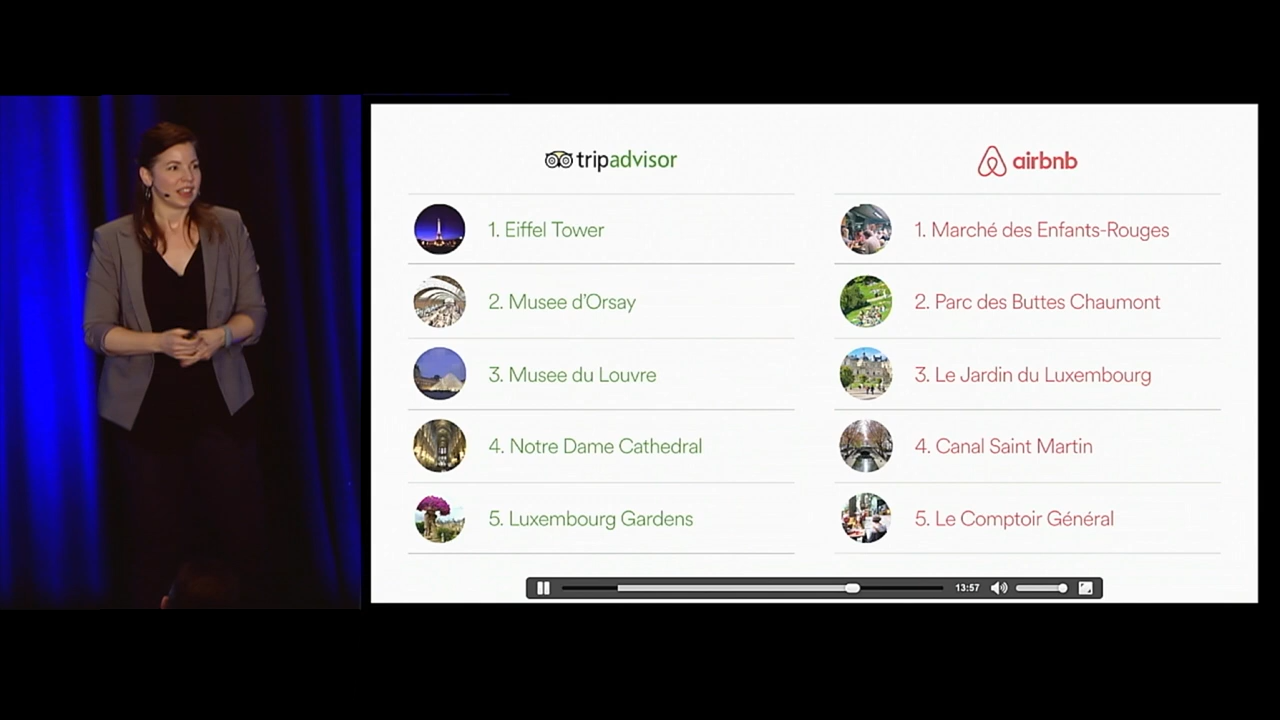 tripadvisor
1. Eiffel Tower
2. Musee d'Orsay
3. Musee du Louvre
4. Notre Dame Cathedral
5. Luxembourg Gardens
airbnb
1. Marché des Enfants-Rouges
2. Parc des Buttes Chaumont
3. Le Jardin du Luxembourg
4. Canal Saint Martin
5. Le Comptoir Général
13:57